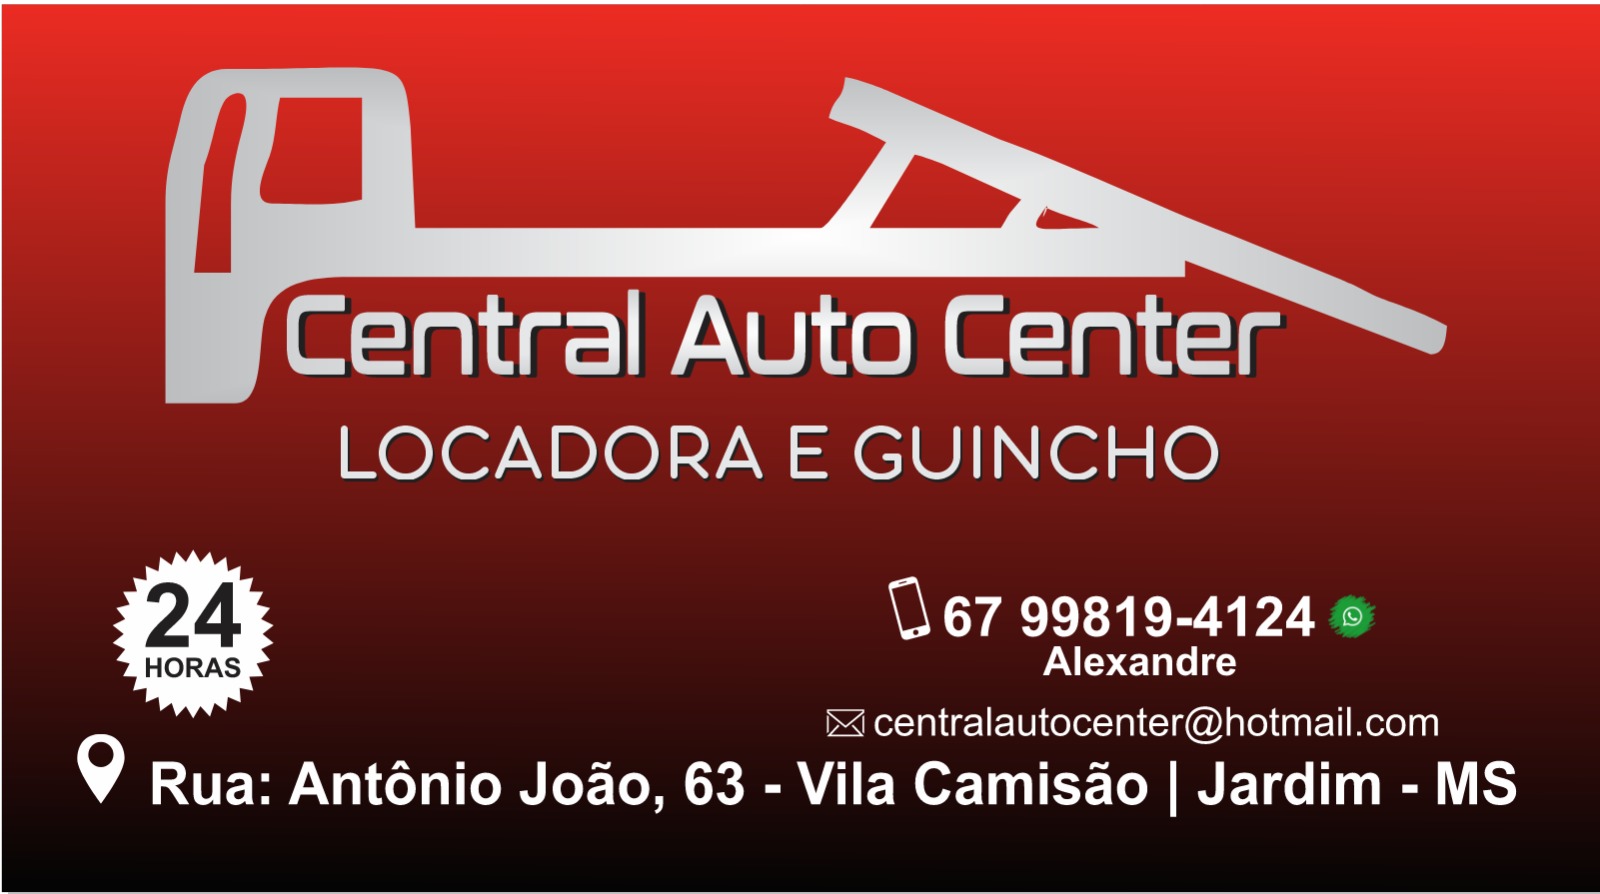 Central Auto Center
LOCADORA E GUINCHO
24
HORAS
67 99819-4124
Alexandre
centralautocenter@hotmail.com
Rua: Antônio João, 63 - Vila Camisão | Jardim - MS